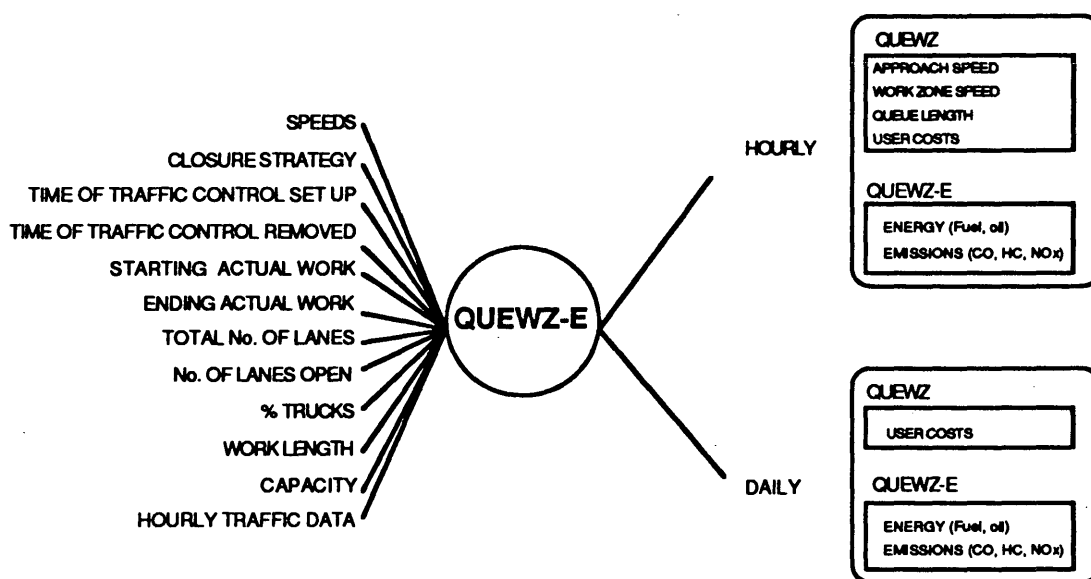 SPEEDS
CLOSURE STRATEGY
TIME OF TRAFFIC CONTROL SET UP
TIME OF TRAFFIC CONTROL REMOVED
STARTING ACTUAL WORK
ENDING ACTUAL WORK
TOTAL No. OF LANES
No. OF LANES OPEN
% TRUCKS
WORK LENGTH
CAPACITY
HOURLY TRAFFIC DATA
QUEWZ-E
HOURLY
QUEWZ
APPROACH SPEED
WORK ZONE SPEED
QUEUE LENGTH
USER COSTS
QUEWZ-E
ENERGY (Fuel, oil)
EMISSIONS (CO, HC, NOx)
DAILY
QUEWZ
USER COSTS
QUEWZ-E
ENERGY (Fuel, oil)
EMISSIONS (CO, HC, NOx)